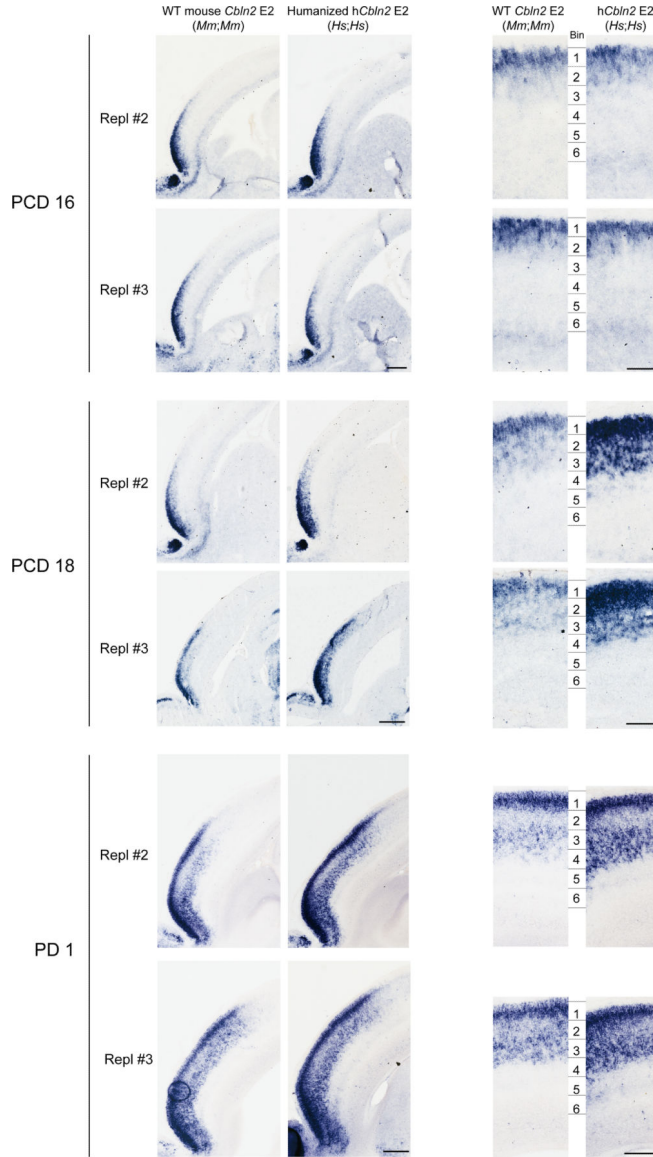 WT mouse Cbln2 E2
(Mm;Mm)
Humanized hCbln2 E2
(Hs;Hs)
WT Cbln2 E2
(Mm;Mm)
hCbln2 E2
(Hs;Hs)
Bin
PCD 16
Repl #2
1
2
3
4
5
6
Repl #3
1
2
3
4
5
6
PCD 18
Repl #2
1
2
3
4
5
6
Repl #3
1
2
3
4
5
6
PD 1
Repl #2
1
2
3
4
5
6
Repl #3
1
2
3
4
5
6